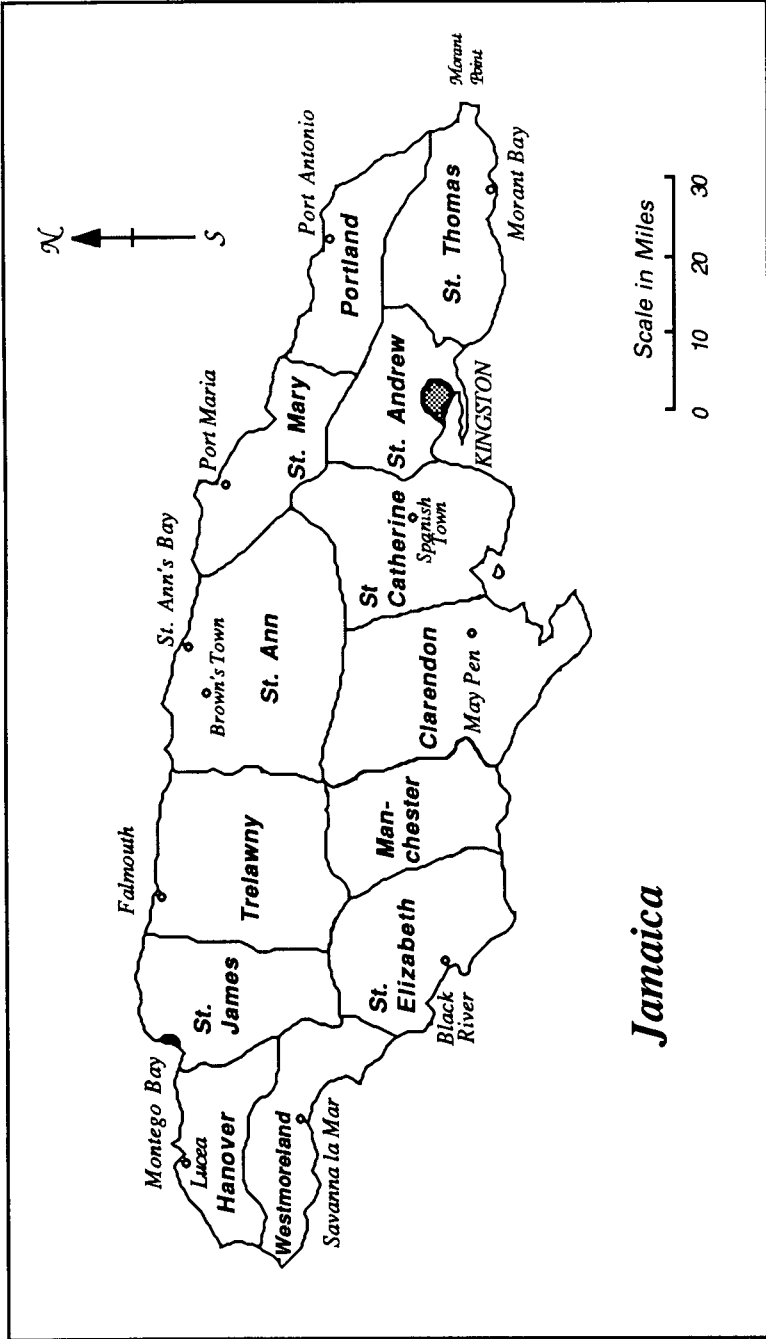 N
S
Montego Bay
Lucea
Hanover
Westmoreland
Savanna la Mar
St.
James
Falmouth
Trelawny
St.
Elizabeth
Black
River
Man-
chester
St. Ann's Bay
Brown's Town
St. Ann
Clarendon
May Pen
Port Maria
St. Mary
St
Catherine
Spanish
Town
St. Andrew
KINGSTON
Port Antonio
Portland
St. Thomas
Morant Bay
Morant
Point
Scale in Miles
0 10 20 30
Jamaica